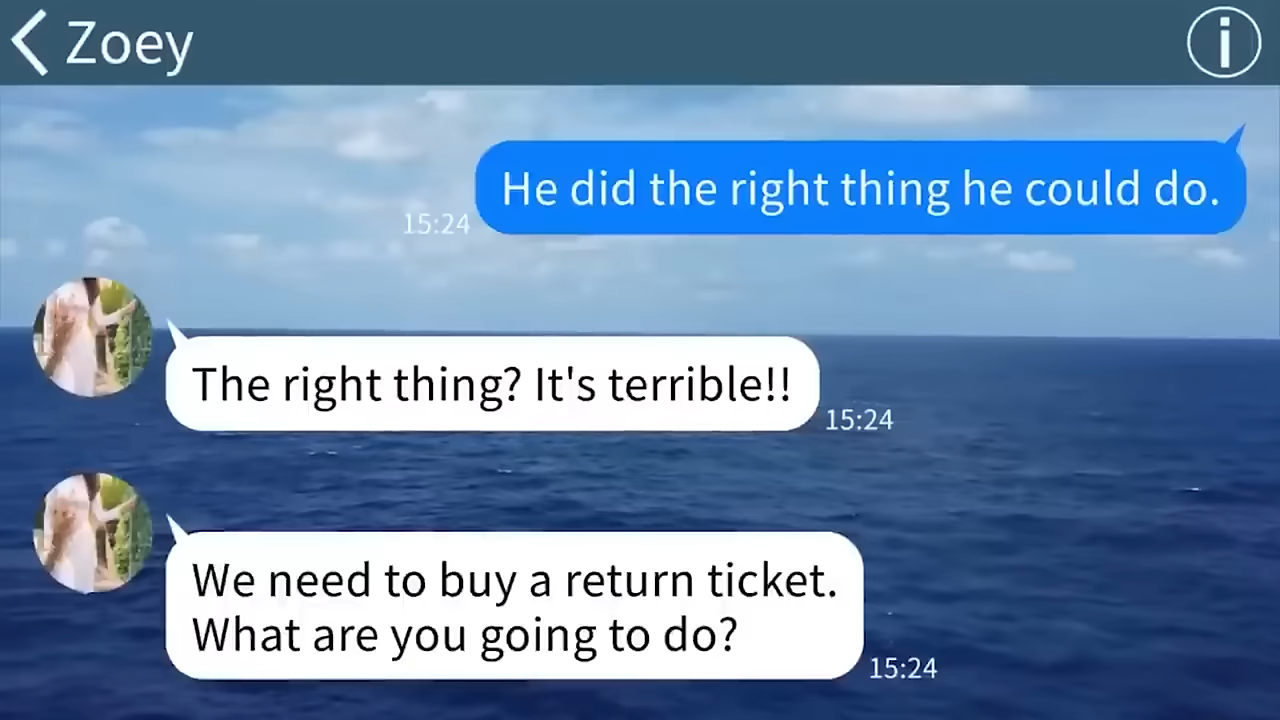 Zoey
He did the right thing he could do.
15:24
The right thing? It's terrible!!
15:24
We need to buy a return ticket.
What are you going to do?
15:24